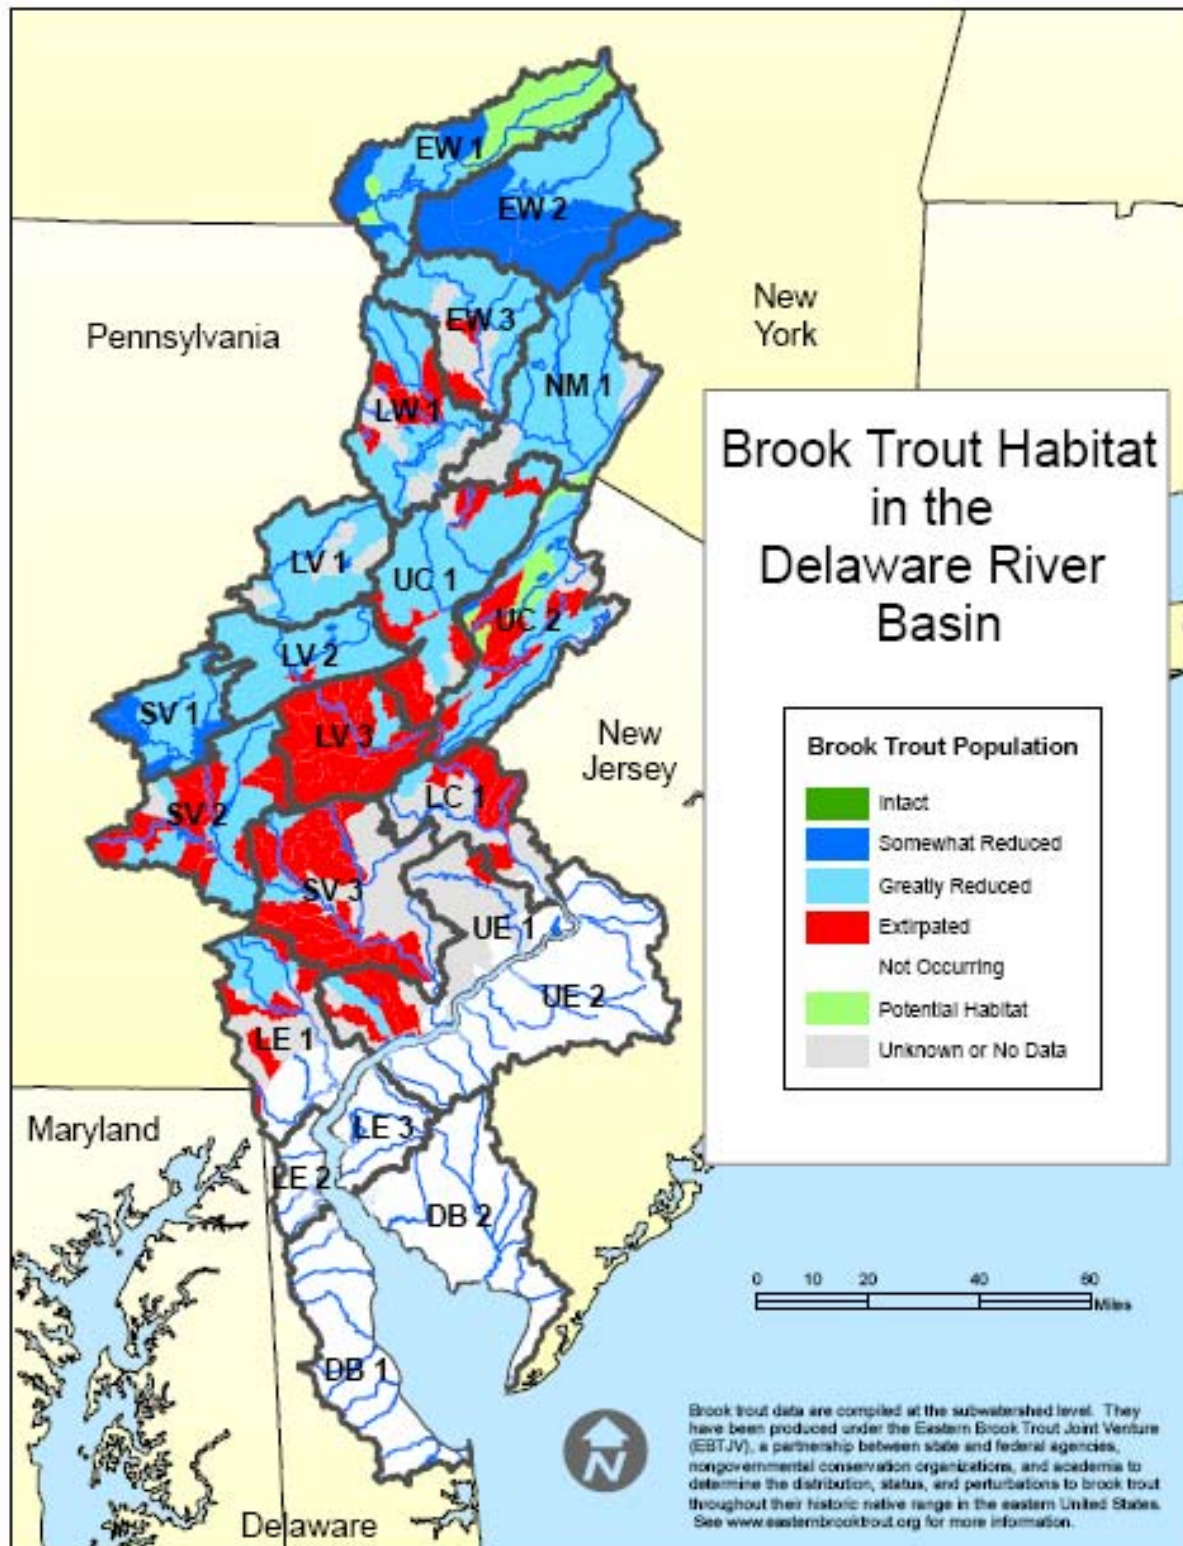 EW 1
EW 2
New
York
Pennsylvania
EW 3
NM 1
LW 1
Brook Trout Habitat
in the
Delaware River
Basin
LV 1
UC 1
UC 2
LV 2
SV 1
LV 3
New
Jersey
Brook Trout Population
Intact
Somewhat Reduced
Greatly Reduced
Extirpated
Not Occurring
Potential Habitat
Unknown or No Data
LC 1
SV 2
SV 3
UE 1
UE 2
LE 1
Maryland
LE 3
LE 2
DB 2
0 10 20 40 60
Miles
DB 1
N
Brook trout data are compiled at the subwatershed level. They
have been produced under the Eastern Brook Trout Joint Venture
(EBTJV), a partnership between state and federal agencies,
nongovernmental conservation organizations, and academia to
determine the distribution, status, and perturbations to brook trout
throughout their historic native range in the eastern United States.
See www.easternbrooktrout.org for more information.
Delaware